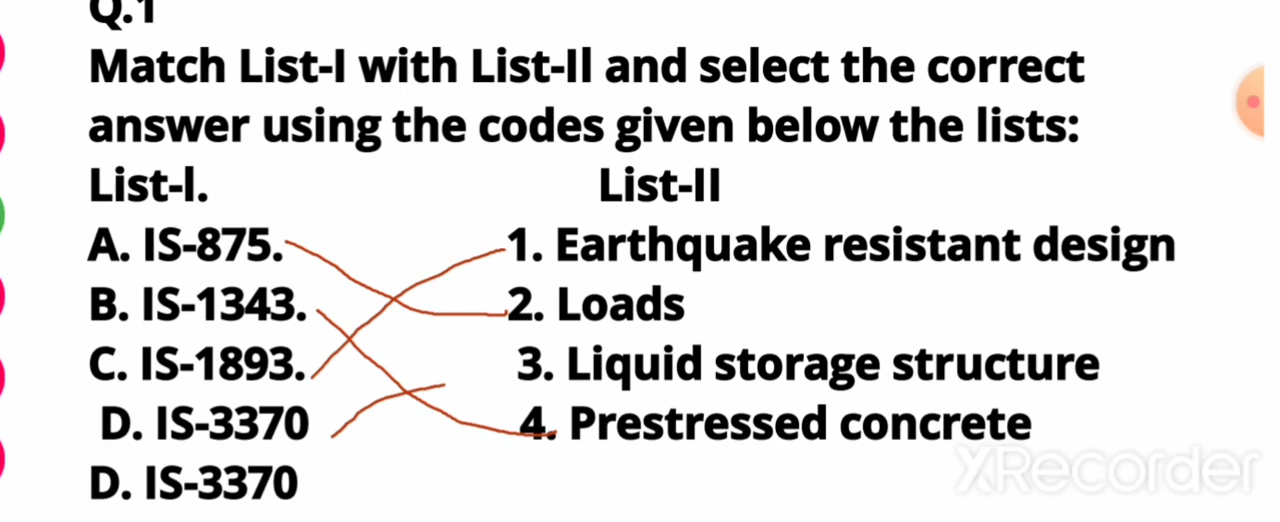 Q.1
Match List-I with List-II and select the correct
answer using the codes given below the lists:
List-I. List-II
A. IS-875. 1. Earthquake resistant design
B. IS-1343. 2. Loads
C. IS-1893. 3. Liquid storage structure
D. IS-3370 4. Prestressed concrete
D. IS-3370
XRecorder